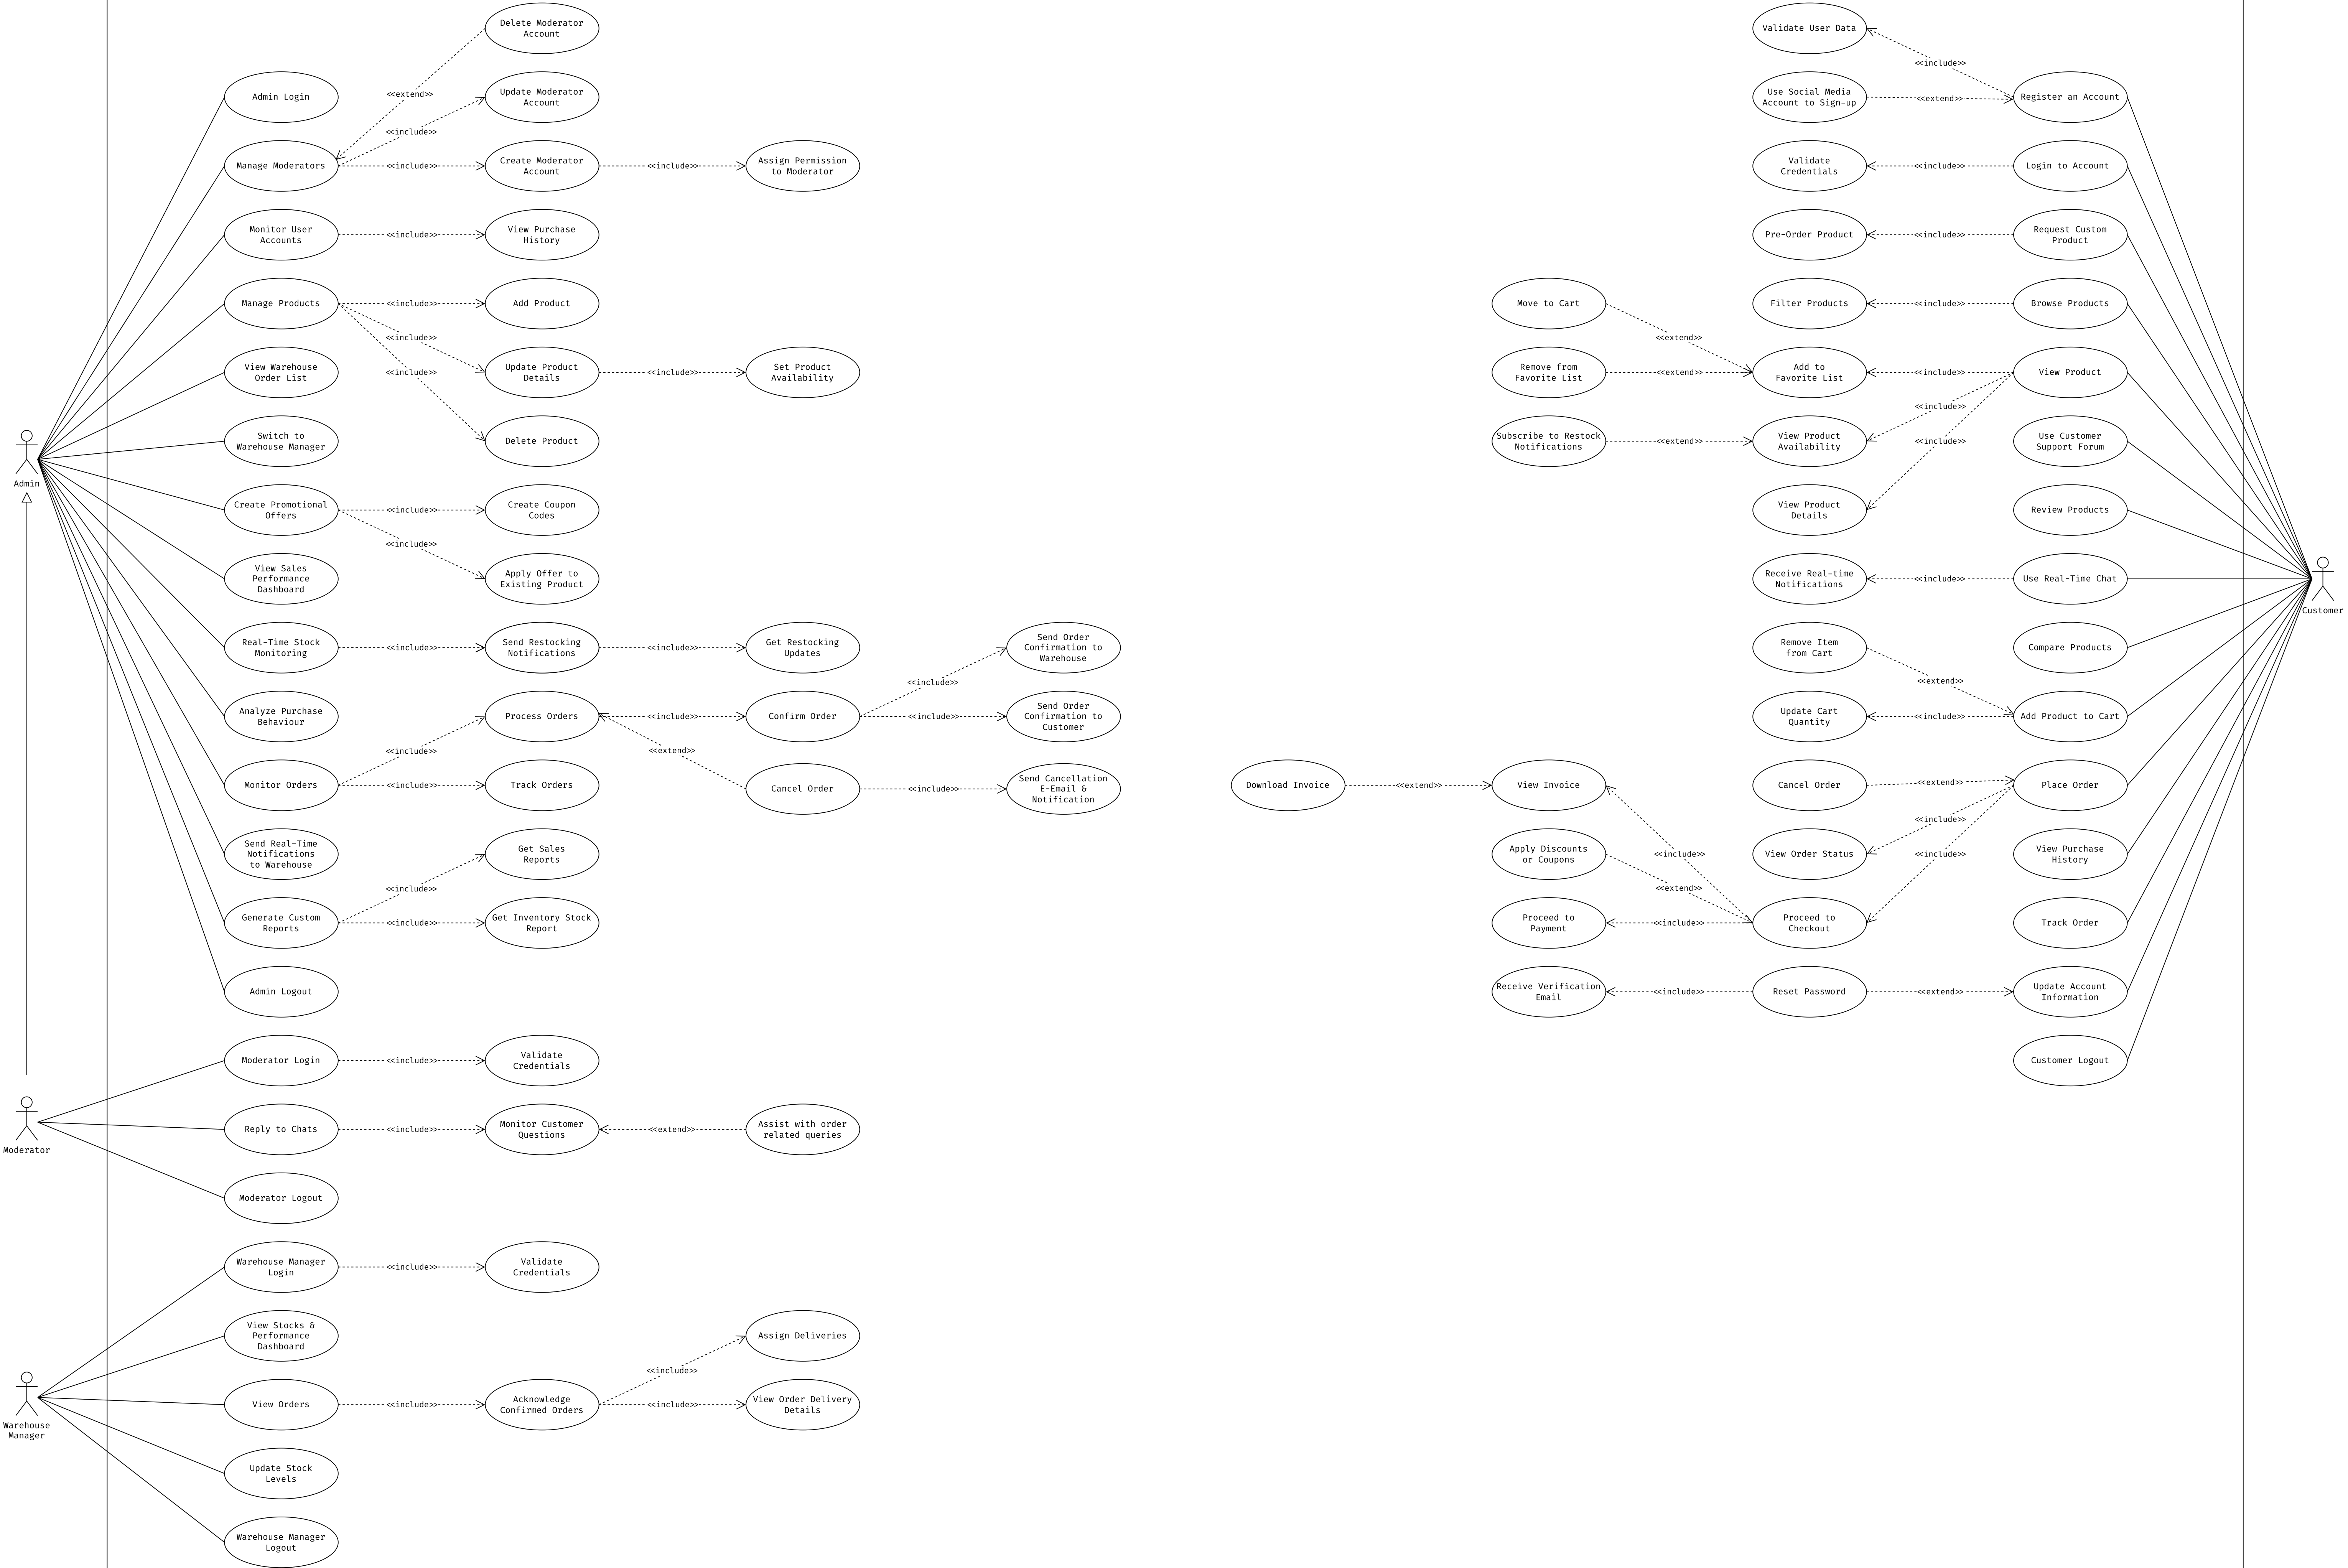 Delete Moderator
Account
<<extend>>
Admin Login
Update Moderator
Account
<<include>>
Manage Moderators
<<include>>
Create Moderator
Account
<<include>>
Assign Permission
to Moderator
Monitor User
Accounts
<<include>>
View Purchase
History
Manage Products
<<include>>
Add Product
<<include>>
View Warehouse
Order List
<<include>>
Update Product
Details
<<include>>
Set Product
Availability
Switch to
Warehouse Manager
Delete Product
Admin
Create Promotional
Offers
<<include>>
Create Coupon
Codes
<<include>>
View Sales
Performance
Dashboard
Apply Offer to
Existing Product
Real-Time Stock
Monitoring
<<include>>
Send Restocking
Notifications
<<include>>
Get Restocking
Updates
Send Order
Confirmation to
Warehouse
<<include>>
Analyze Purchase
Behaviour
Process Orders
<<include>>
Confirm Order
<<include>>
Send Order
Confirmation to
Customer
<<include>>
<<extend>>
Monitor Orders
<<include>>
Track Orders
Cancel Order
<<include>>
Send Cancellation
E-Email &
Notification
Send Real-Time
Notifications
to Warehouse
Get Sales
Reports
<<include>>
Generate Custom
Reports
<<include>>
Get Inventory Stock
Report
Admin Logout
Moderator Login
<<include>>
Validate
Credentials
Moderator
Reply to Chats
<<include>>
Monitor Customer
Questions
<<extend>>
Assist with order
related queries
Moderator Logout
Warehouse Manager
Login
<<include>>
Validate
Credentials
View Stocks &
Performance
Dashboard
Assign Deliveries
<<include>>
Warehouse
Manager
View Orders
<<include>>
Acknowledge
Confirmed Orders
<<include>>
View Order Delivery
Details
Update Stock
Levels
Warehouse Manager
Logout
Validate User Data
<<include>>
Use Social Media
Account to Sign-up
<<extend>>
Register an Account
Validate
Credentials
<<include>>
Login to Account
Pre-Order Product
<<include>>
Request Custom
Product
Move to Cart
Filter Products
<<include>>
Browse Products
<<extend>>
Remove from
Favorite List
<<extend>>
Add to
Favorite List
<<include>>
View Product
<<include>>
Subscribe to Restock
Notifications
<<extend>>
View Product
Availability
<<include>>
Use Customer
Support Forum
View Product
Details
Review Products
Receive Real-time
Notifications
<<include>>
Use Real-Time Chat
Customer
Remove Item
from Cart
Compare Products
<<extend>>
Update Cart
Quantity
<<include>>
Add Product to Cart
Download Invoice
<<extend>>
View Invoice
Cancel Order
<<extend>>
Place Order
<<include>>
Apply Discounts
or Coupons
<<include>>
View Order Status
<<include>>
View Purchase
History
<<extend>>
Proceed to
Payment
<<include>>
Proceed to
Checkout
Track Order
Receive Verification
Email
<<include>>
Reset Password
<<extend>>
Update Account
Information
Customer Logout